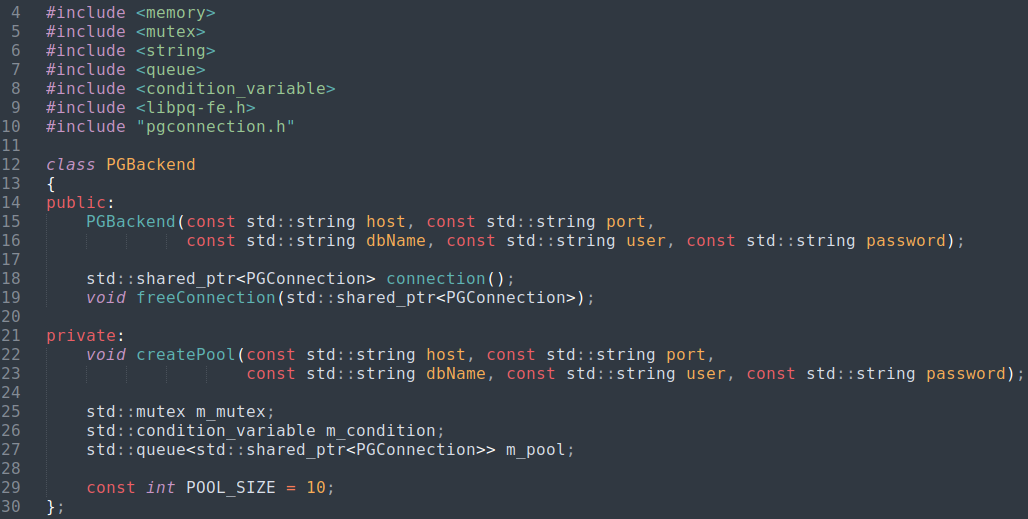 4 #include <memory>
5 #include <mutex>
6 #include <string>
7 #include <queue>
8 #include <condition_variable>
9 #include <libpq-fe.h>
10 #include "pgconnection.h"
11
12 class PGBackend
13 {
14 public:
15     PGBackend(const std::string host, const std::string port,
16               const std::string dbName, const std::string user, const std::string password);
17
18     std::shared_ptr<PGConnection> connection();
19     void freeConnection(std::shared_ptr<PGConnection>);
20
21 private:
22     void createPool(const std::string host, const std::string port,
23                     const std::string dbName, const std::string user, const std::string password);
24
25     std::mutex m_mutex;
26     std::condition_variable m_condition;
27     std::queue<std::shared_ptr<PGConnection>> m_pool;
28
29     const int POOL_SIZE = 10;
30 };